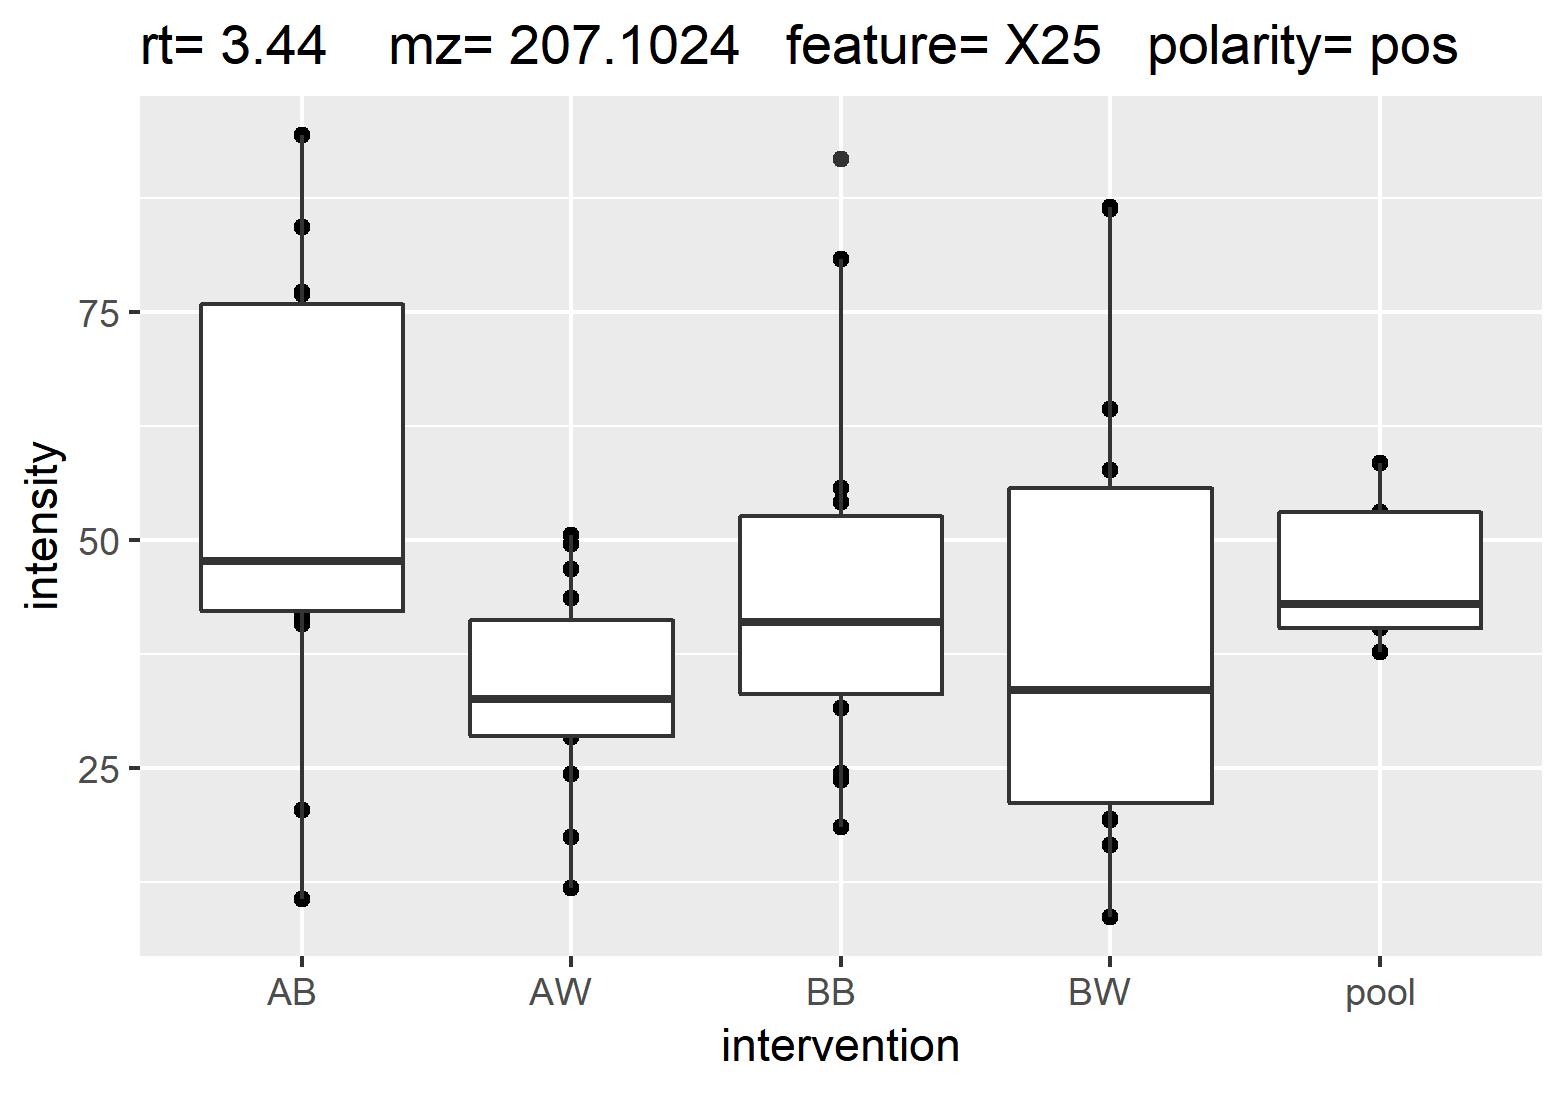 rt= 3.44 mz= 207.1024 feature= X25 polarity= pos
intensity
75
50
25
AB AW BB BW pool
intervention